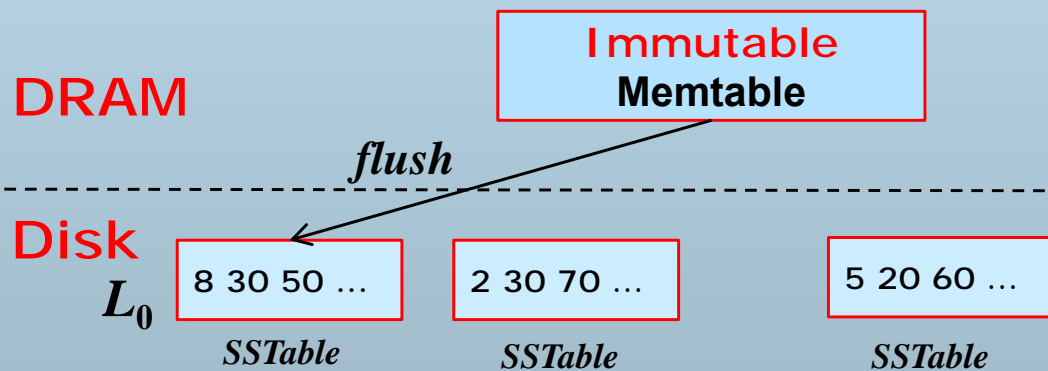 Immutable
Memtable
DRAM
flush
Disk
L0
8 30 50 ...
2 30 70 ...
5 20 60 ...
SSTable
SSTable
SSTable